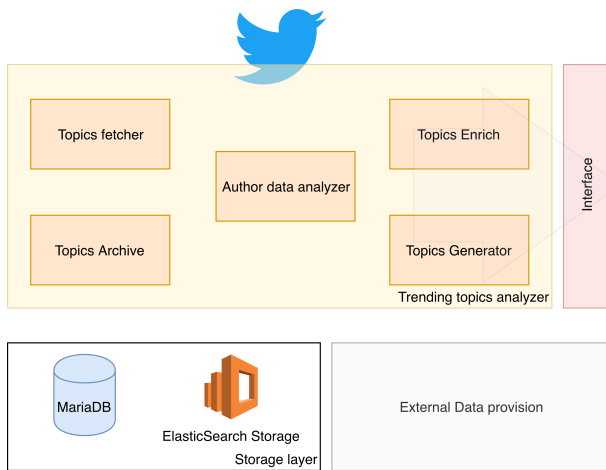 Topics fetcher
Topics Enrich
Author data analyzer
Topics Archive
Topics Generator
Trending topics analyzer
Interface
MariaDB
ElasticSearch Storage
Storage layer
External Data provision